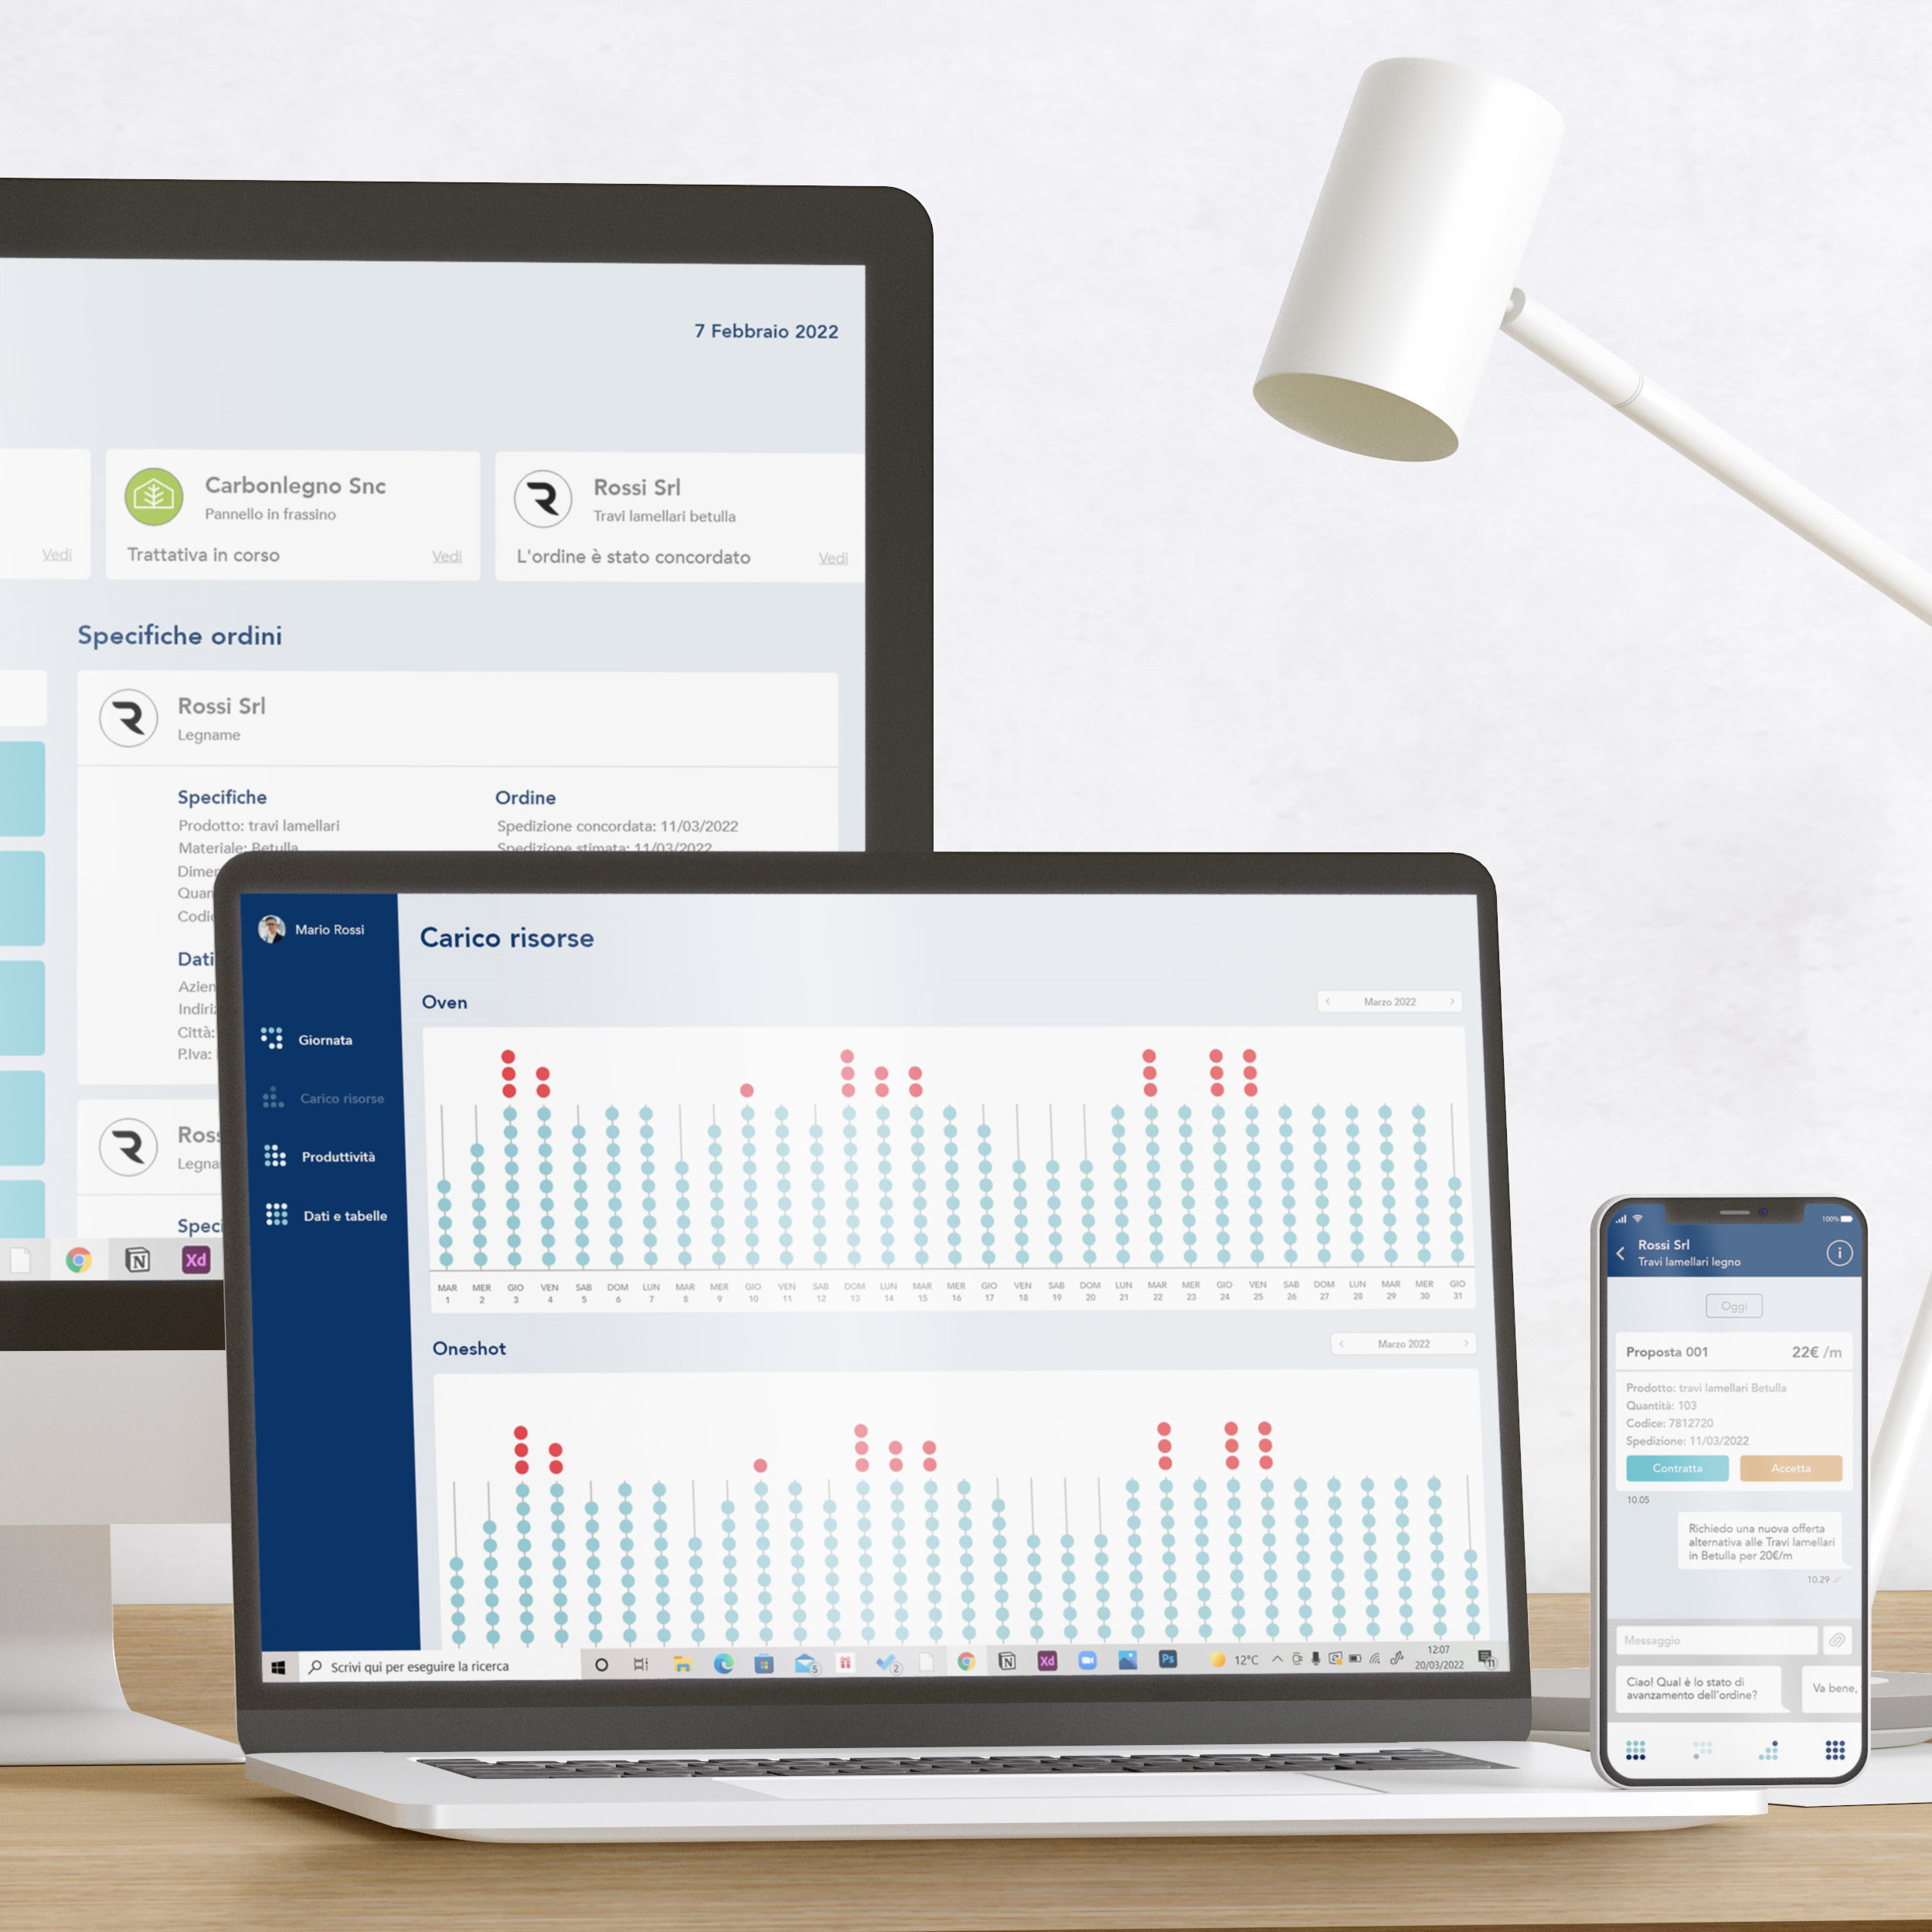 7 Febbraio 2022
Vedi
Carbonlegno Snc
Pannello in frassino
Trattativa in corso
Vedi
Rossi Srl
Travi lamellari betulla
L'ordine è stato concordato
Vedi
Specifiche ordini
Rossi Srl
Legname
Specifiche
Prodotto: travi lamellari
Materiale: Betulla
Ordine
Spedizione concordata: 11/03/2022
Spedizione stimata: 11/03/2022
Dati
Città:
P.Iva:
Xd
Mario Rossi
Giornata
Carico risorse
Produttività
Dati e tabelle
Carico risorse
Oven
Marzo 2022
MAR MER GIO VEN SAB DOM LUN MAR MER GIO VEN SAB DOM LUN MAR MER GIO VEN SAB DOM LUN MAR MER GIO VEN SAB DOM LUN MAR MER GIO
1 2 3 4 5 6 7 8 9 10 11 12 13 14 15 16 17 18 19 20 21 22 23 24 25 26 27 28 29 30 31
Oneshot
Marzo 2022
Scrivi qui per eseguire la ricerca
5
2
Xd
Ps
12°C
12:07
20/03/2022
11
100%
Rossi Srl
Travi lamellari legno
Oggi
Proposta 001 22€ /m
Prodotto: travi lamellari Betulla
Quantità: 103
Codice: 7812720
Spedizione: 11/03/2022
Contratta
Accetta
10.05
Richiedo una nuova offerta
alternativa alle Travi lamellari
in Betulla per 20€/m
10.29
Messaggio
Ciao! Qual è lo stato di
avanzamento dell'ordine?
Va bene,